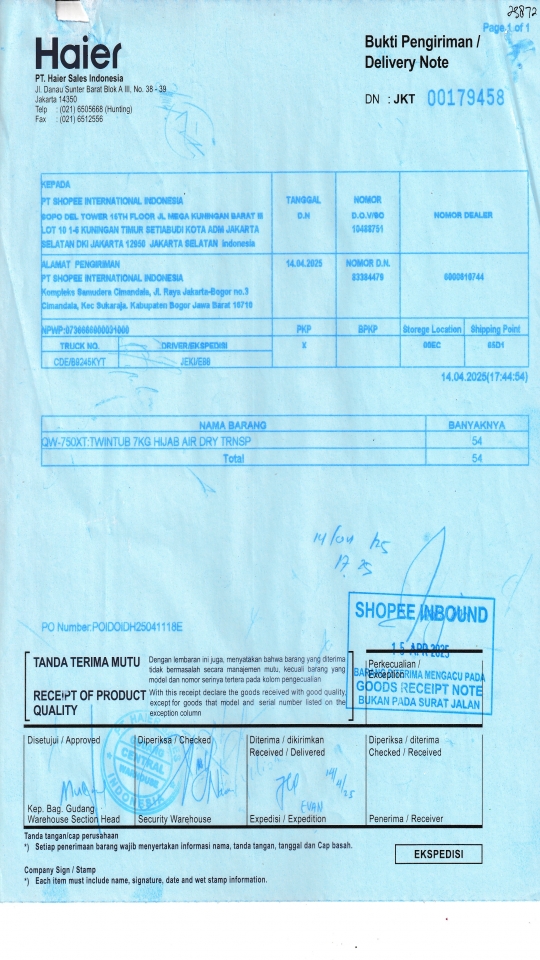 29872
Page 1 of 1
Haier
Bukti Pengiriman /
Delivery Note
PT. Haier Sales Indonesia
Jl. Danau Sunter Barat Blok A III, No. 38 - 39
Jakarta 14350
Telp : (021) 6505668 (Hunting)
Fax : (021) 6512556
DN : JKT 00179458
KEPADA
PT SHOPEE INTERNATIONAL INDONESIA
SOPO DEL TOWER 15TH FLOOR JL MEGA KUNINGAN BARAT III
LOT 10 1-6 KUNINGAN TIMUR SETIABUDI KOTA ADM JAKARTA
SELATAN DKI JAKARTA 12950 JAKARTA SELATAN Indonesia
TANGGAL
D.N
NOMOR
D.O.V/SO
10488751
NOMOR DEALER
ALAMAT PENGIRIMAN
PT SHOPEE INTERNATIONAL INDONESIA
Kompleks Samudera Cimandala, Jl. Raya Jakarta-Bogor no.3
Cimandala, Kec Sukaraja. Kabupaten Bogor Jawa Barat 16710
14.04.2025
NOMOR D.N.
83384479
NPWP:
PKP
BPKP
Storege Location
Shipping Point
TRUCK NO.
DRIVER/EKSPEDISI
X
00EC
65D1
14.04.2025(17:44:54)
NAMA BARANG
BANYAKNYA
QW-750XT:TWINTUB 7KG HIJAB AIR DRY TRNSP
54
Total
54
14/04 25
17.25
SHOPEE INBOUND
15 APR 2025
BARANG DITERIMA MENGACU PADA
GOODS RECEIPT NOTE
BUKAN PADA SURAT JALAN
PO Number:POIDOIDH25041118E
TANDA TERIMA MUTU
RECEIPT OF PRODUCT
QUALITY
Dengan lembaran ini juga, menyatakan bahwa barang yang diterima
tidak bermasalah secara manajemen mutu, kecuali barang yang
model dan nomor serinya tertera pada kolom pengecualian
With this receipt declare the goods received with good quality,
except for goods that model and serial number listed on the
exception column
Perkecualian /
Exception
Disetujui / Approved
Diperiksa / Checked
Diterima / dikirimkan
Received / Delivered
Diperiksa / diterima
Checked / Received
CENTRAL
WAREHOUSE
INDONESIA
14/4/25
EVAN
Kep. Bag. Gudang
Warehouse Section Head
Security Warehouse
Expedisi / Expedition
Penerima / Receiver
Tanda tangan/cap perusahaan
*) Setiap penerimaan barang wajib menyertakan informasi nama, tanda tangan, tanggal dan Cap basah.
EKSPEDISI
Company Sign / Stamp
*) Each item must include name, signature, date and wet stamp information.